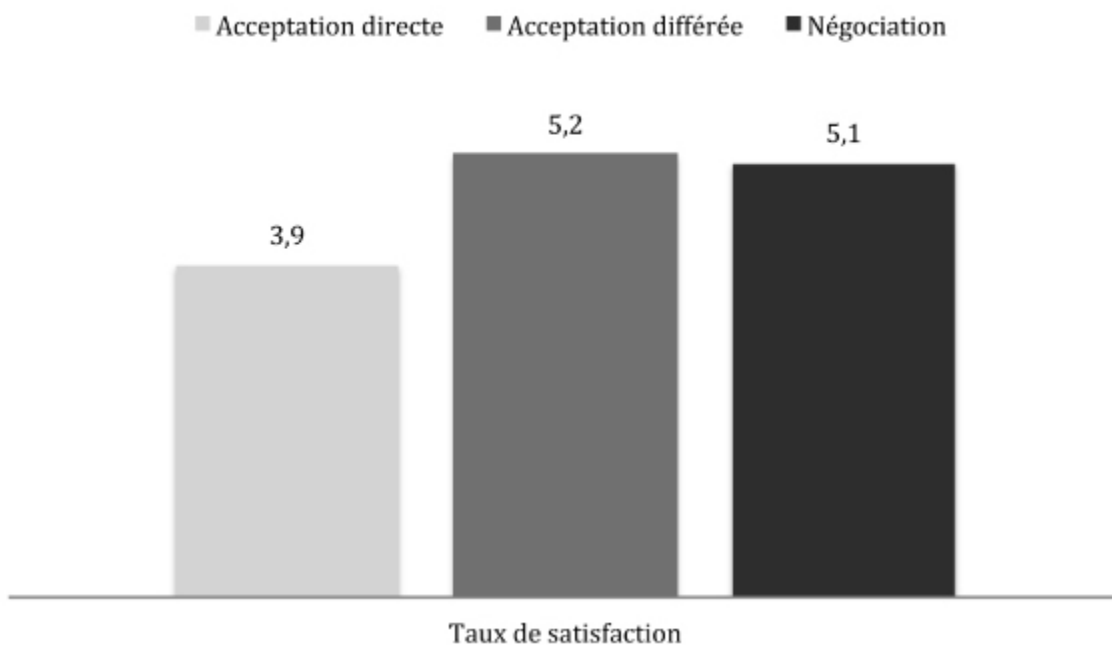 Acceptation directe Acceptation différée Négociation
5,2
5,1
3,9
Taux de satisfaction